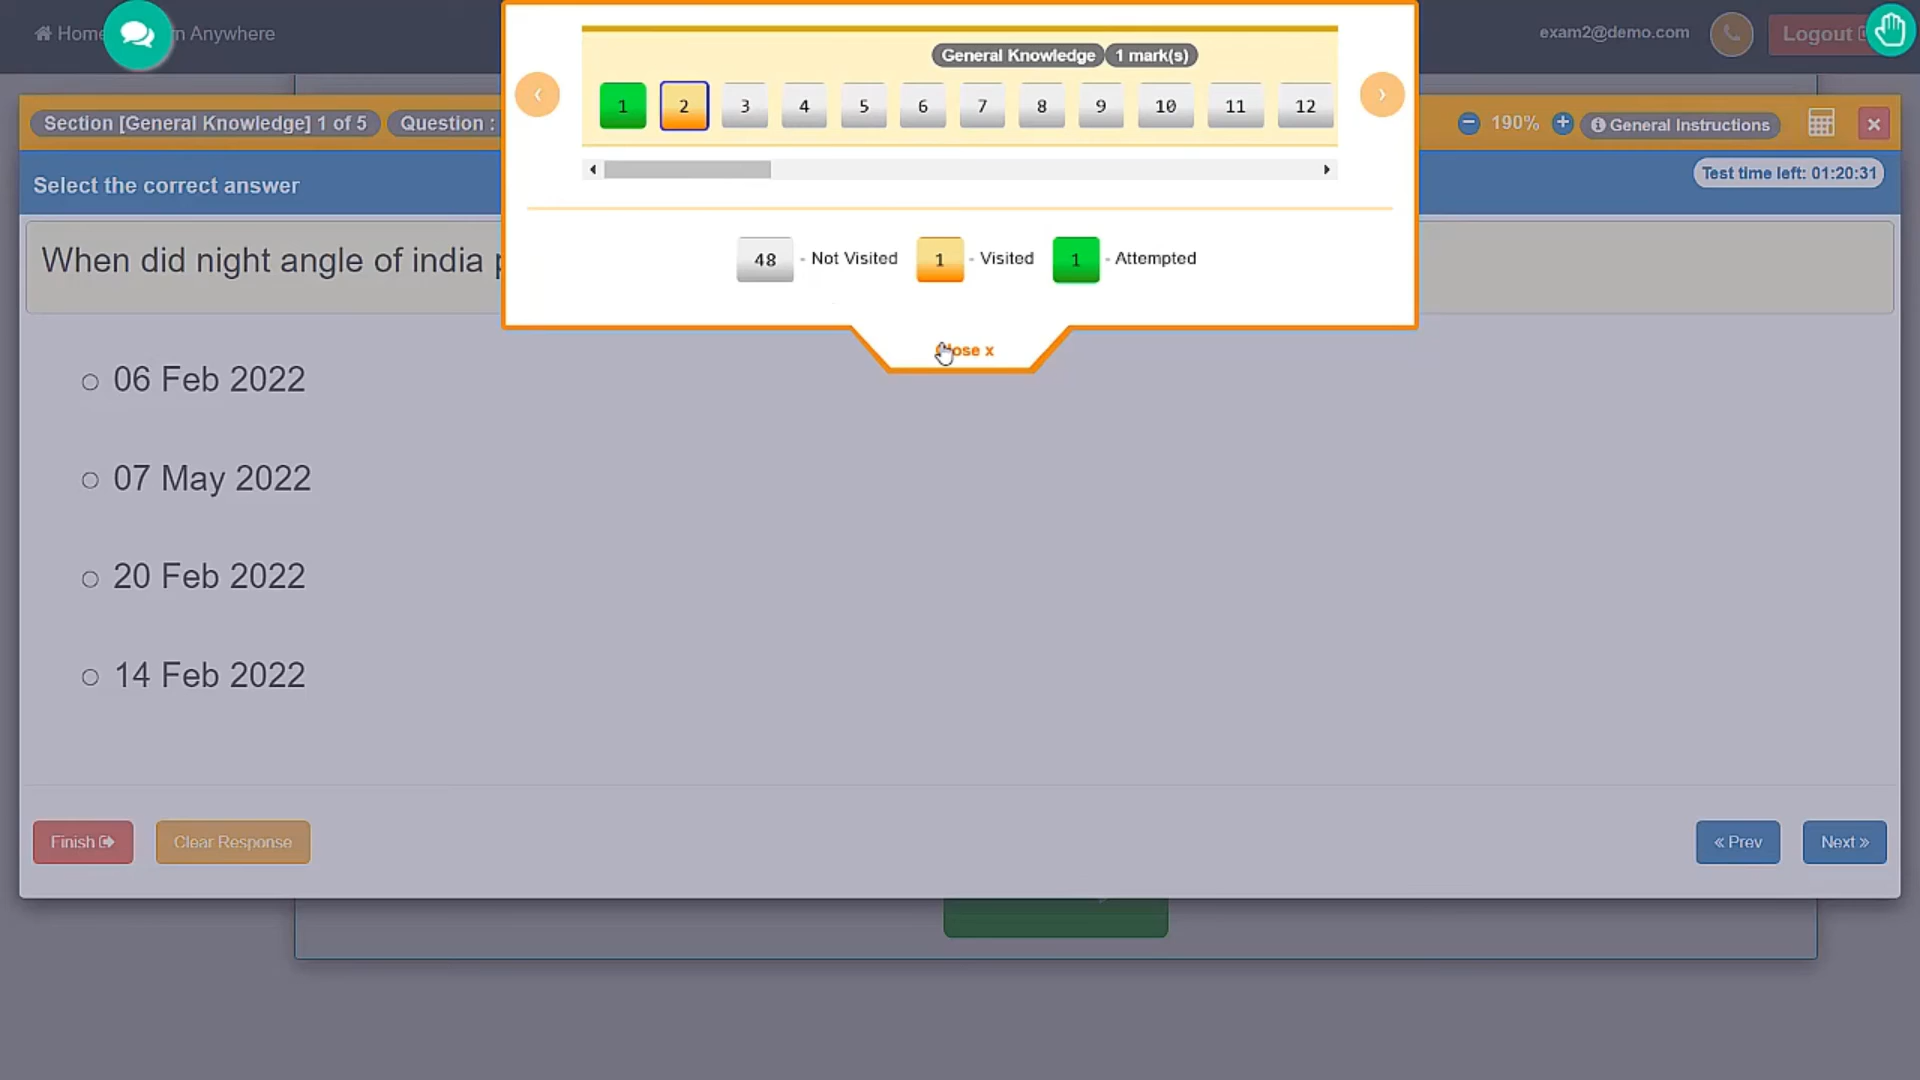 Home
Anywhere
exam2@demo.com
Logout
General Knowledge 1 mark(s)
1 2 3 4 5 6 7 8 9 10 11 12
Section [General Knowledge] 1 of 5
Question :
190%
General Instructions
Select the correct answer
Test time left: 01:20:31
48 - Not Visited 1 - Visited 1 - Attempted
When did night angle of india
06 Feb 2022
07 May 2022
20 Feb 2022
14 Feb 2022
Finish
Clear Response
« Prev
Next »